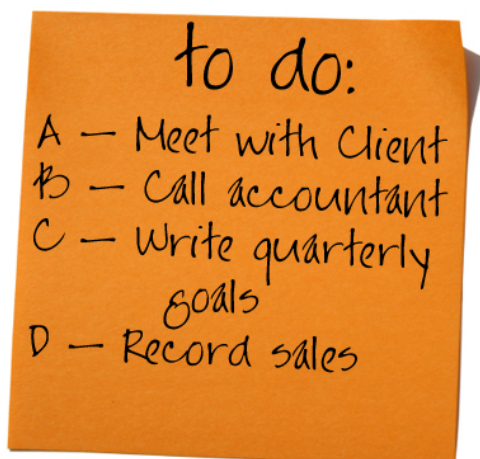 to do:
A – Meet with Client
B – Call accountant
C – Write quarterly
goals
D – Record sales